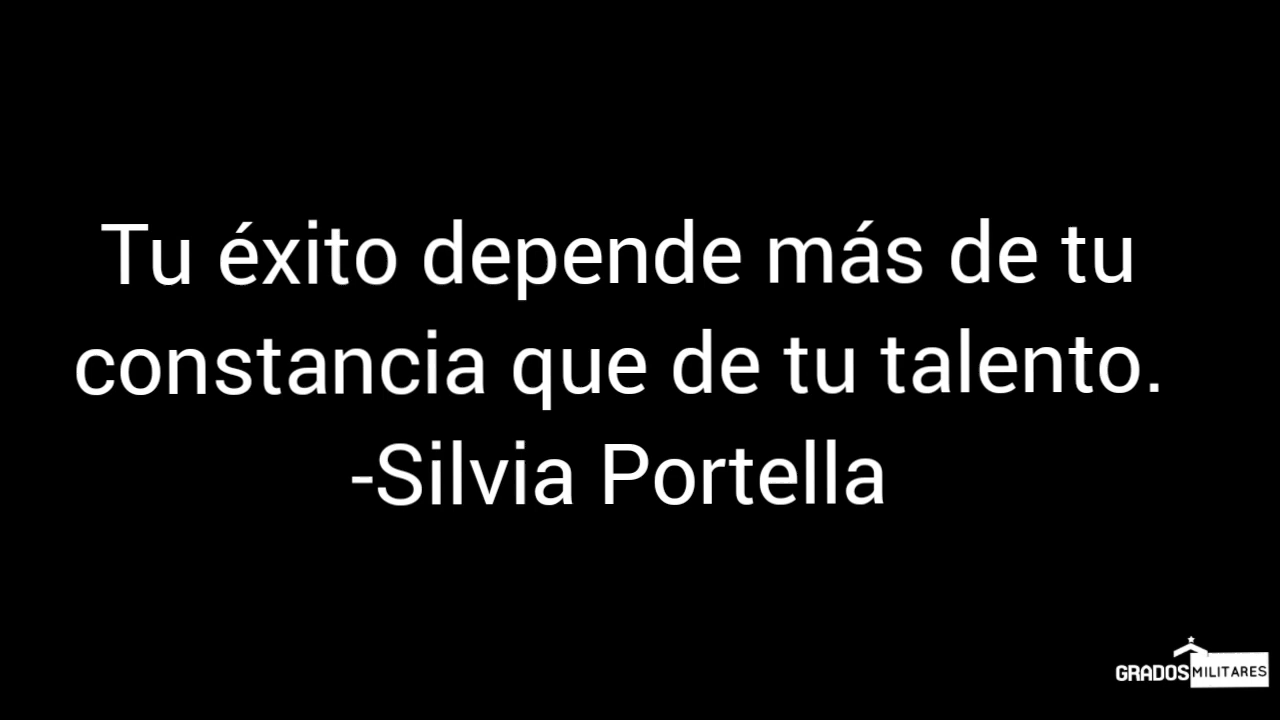 Tu éxito depende más de tu
constancia que de tu talento.
-Silvia Portella
GRADOS MILITARES